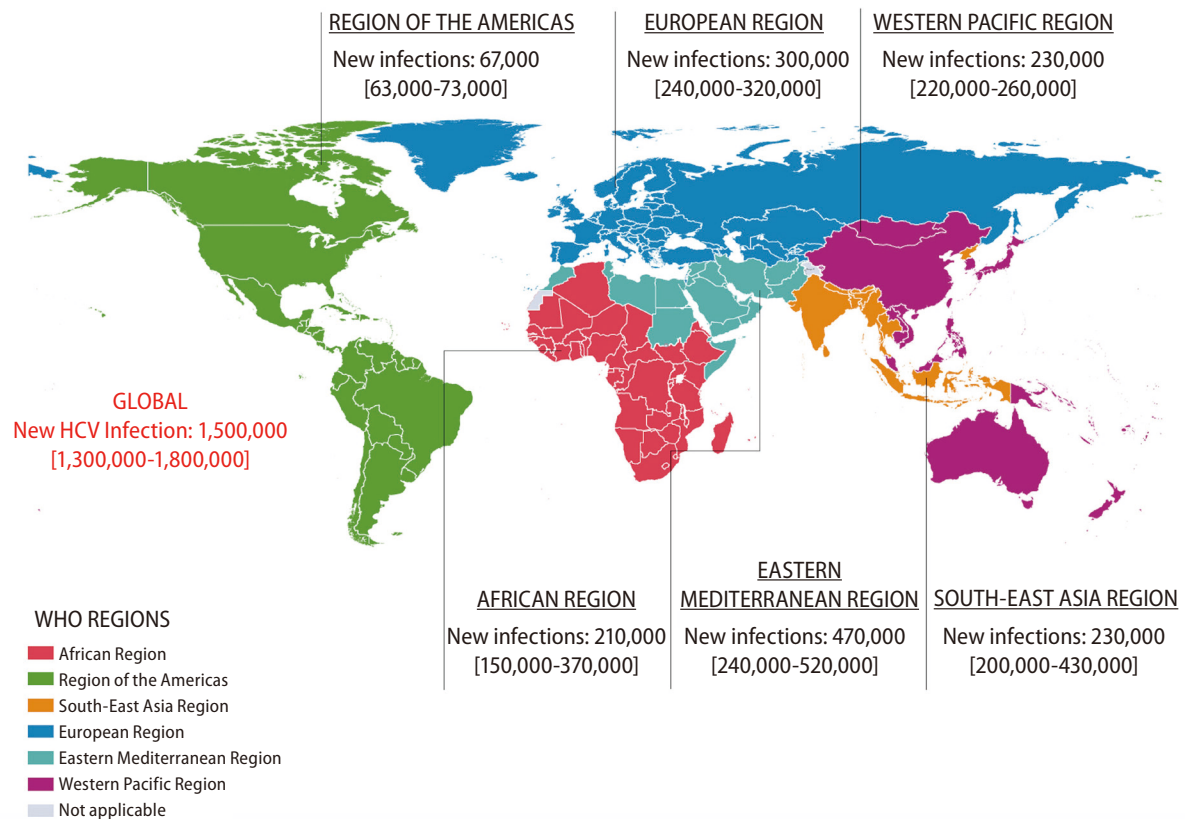 REGION OF THE AMERICAS
New infections: 67,000
[63,000-73,000]
EUROPEAN REGION
New infections: 300,000
[240,000-320,000]
WESTERN PACIFIC REGION
New infections: 230,000
[220,000-260,000]
GLOBAL
New HCV Infection: 1,500,000
[1,300,000-1,800,000]
AFRICAN REGION
New infections: 210,000
[150,000-370,000]
EASTERN
MEDITERRANEAN REGION
New infections: 470,000
[240,000-520,000]
SOUTH-EAST ASIA REGION
New infections: 230,000
[200,000-430,000]
WHO REGIONS
African Region
Region of the Americas
South-East Asia Region
European Region
Eastern Mediterranean Region
Western Pacific Region
Not applicable